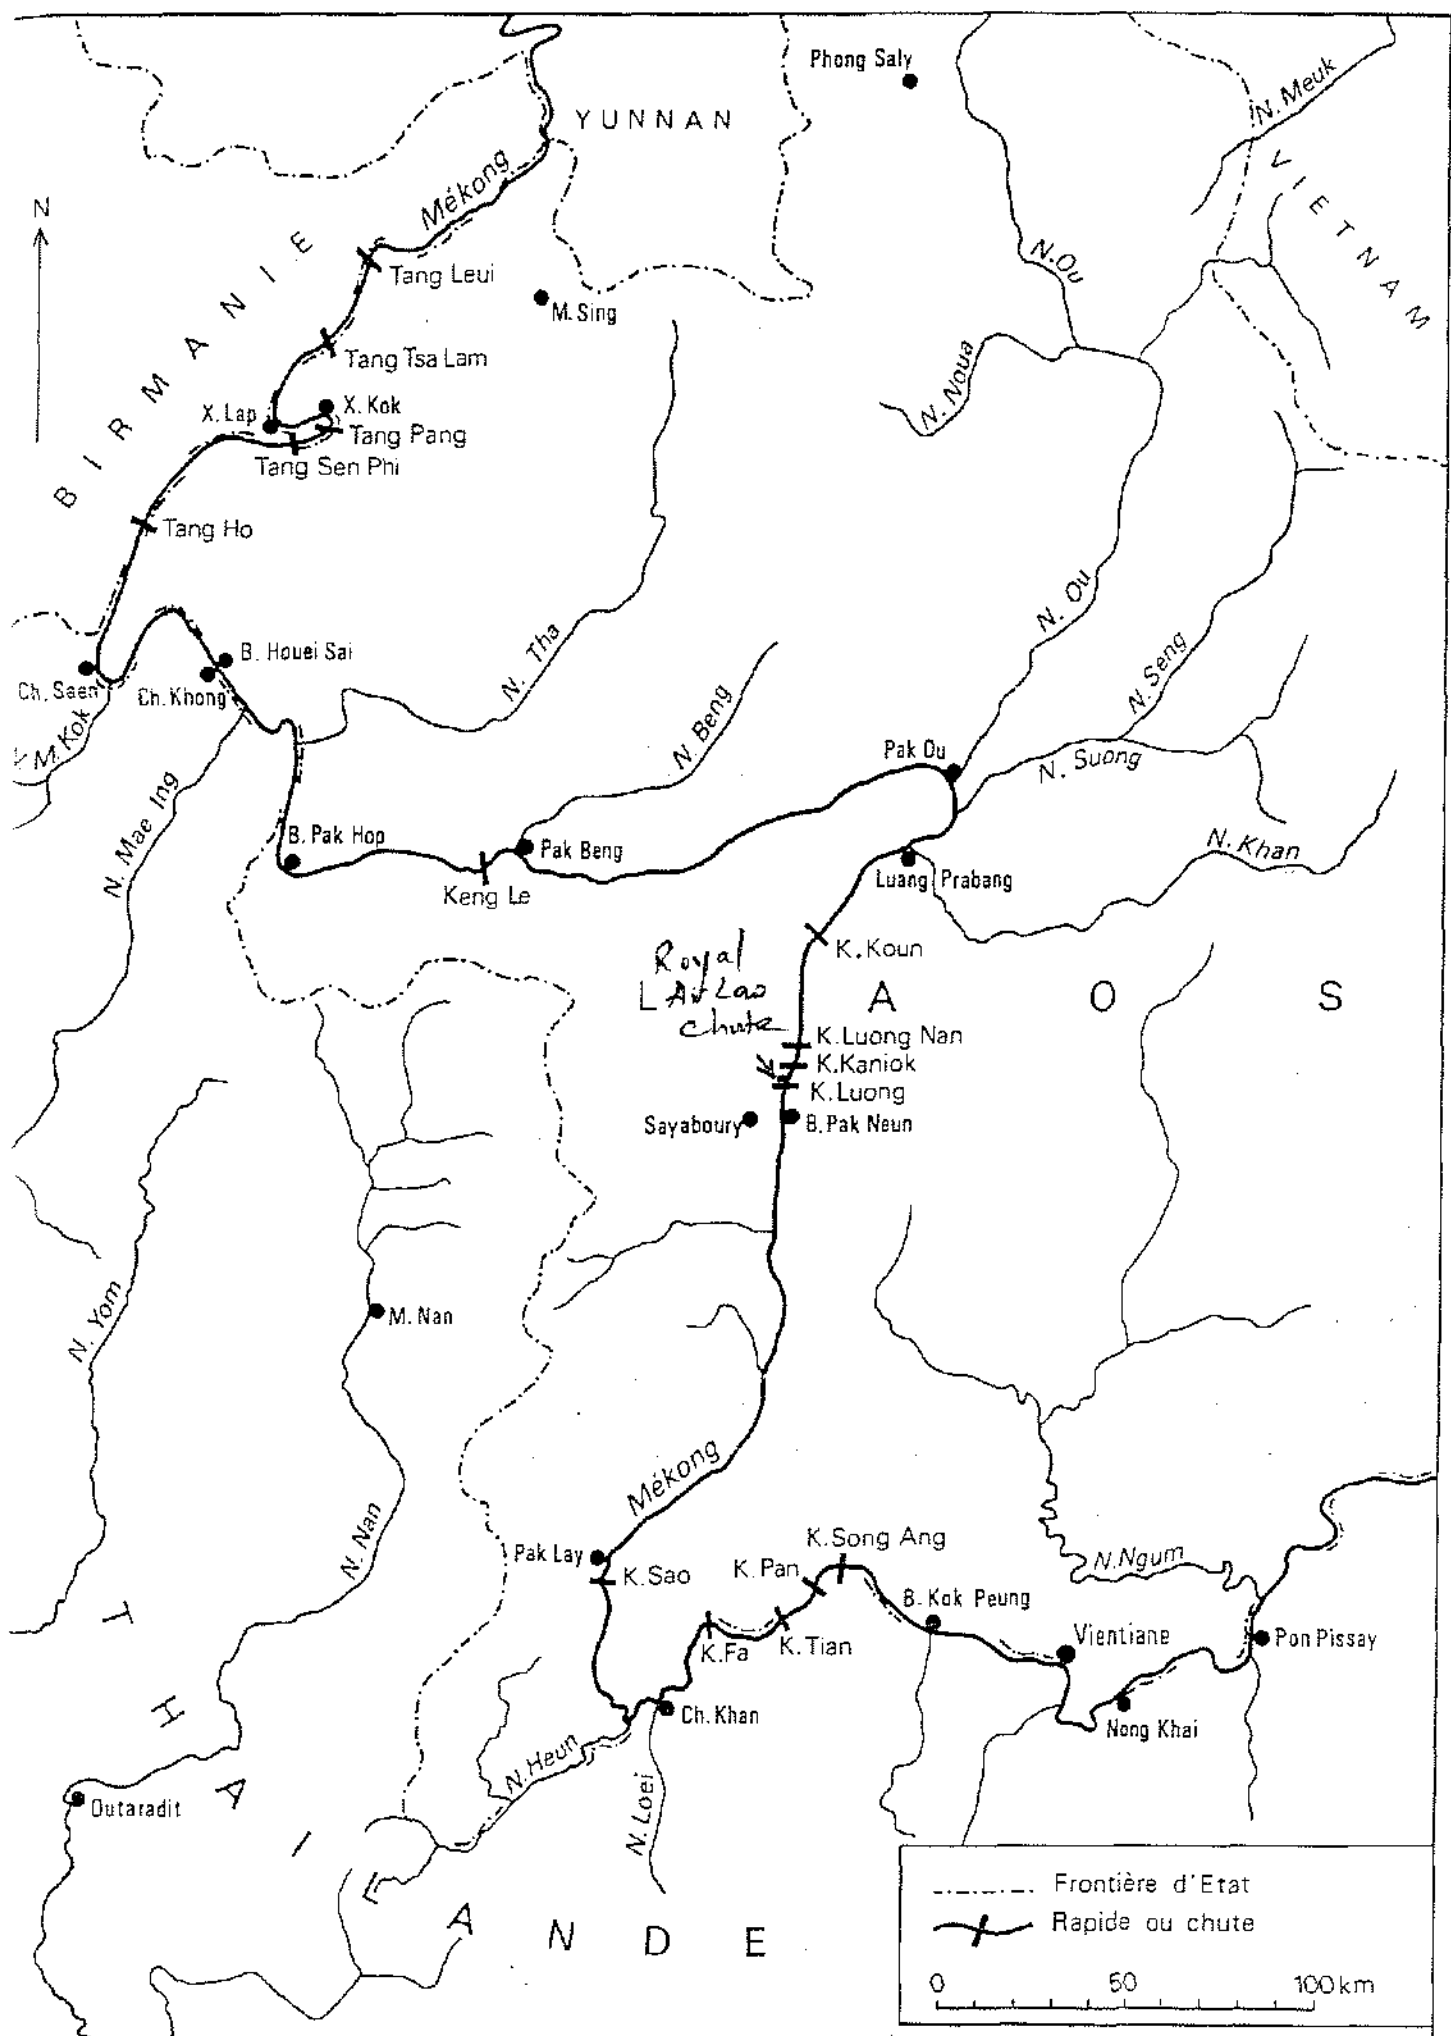 Phong Saly
YUNNAN
N. Meuk
VIETNAM
Mékong
N
N. Ou
BIRMANIE
Tang Leui
M. Sing
Tang Tsa Lam
N. Noua
X. Lap
X. Kok
Tang Pang
Tang Sen Phi
Tang Ho
N. Ou
N. Tha
N. Seng
B. Houei Sai
Ch. Saen
Ch. Khong
N. Beng
M. Kok
Pak Ou
N. Suong
N. Mae Ing
B. Pak Hop
Pak Beng
N. Khan
Keng Le
Luang Prabang
K. Koun
Royal
Air Lao
chute
LAOS
K. Luong Nan
K. Kaniok
K. Luong
Sayaboury
B. Pak Neun
N. Yom
M. Nan
Mékong
N. Nan
Pak Lay
K. Sao
K. Song Ang
K. Pan
N. Ngum
B. Kok Peung
Vientiane
Pon Pissay
K. Fa
K. Tian
Ch. Khan
Nong Khai
N. Heun
N. Loei
Outaradit
THAILANDE
Frontière d'Etat
Rapide ou chute
0 50 100 km